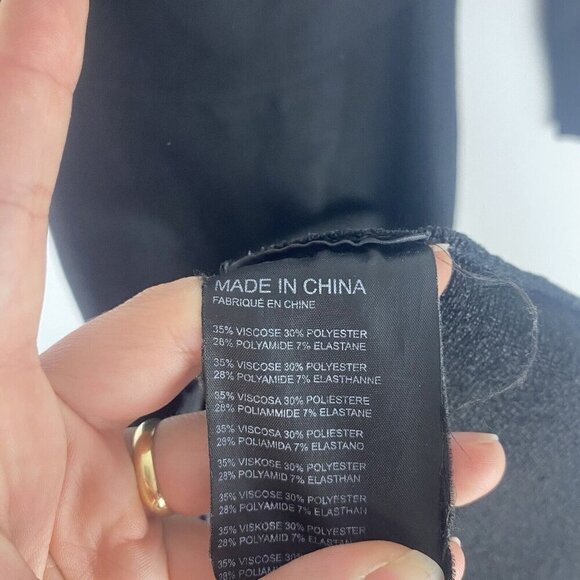 MADE IN CHINA
FABRIQUÉ EN CHINE
35% VISCOSE 30% POLYESTER
28% POLYAMIDE 7% ELASTANE
35% VISCOSE 30% POLYESTER
28% POLYAMIDE 7% ELASTHANNE
35% VISCOSA 30% POLIESTERE
28% POLIAMMIDE 7% ELASTANE
35% VISCOSA 30% POLIESTER
28% POLIAMIDA 7% ELASTANO
35% VISKOSE 30% POLYESTER
28% POLYAMID 7% ELASTHAN
35% VISCOSE 30% POLYESTER
28% POLYAMIDE 7% ELASTAN
35% VISKOSE 30% POLYESTER
28% POLYAMID 7%
35% VISCOSE 30%
28% POLYAMIDE